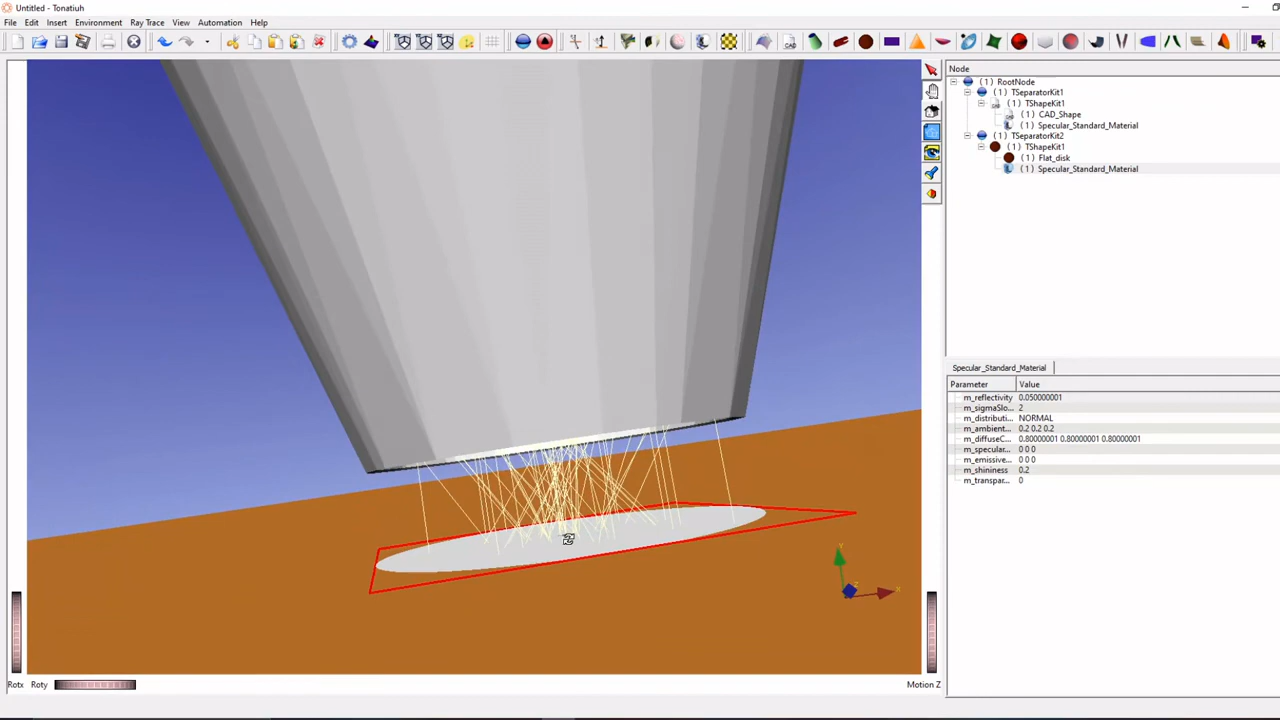 Untitled - Tonatiuh
File Edit Insert Environment Ray Trace View Automation Help
Node
(1) RootNode
(1) TSeparatorKit1
(1) TShapeKit1
(1) CAD_Shape
(1) Specular_Standard_Material
(1) TSeparatorKit2
(1) TShapeKit1
(1) Flat_disk
(1) Specular_Standard_Material
Specular_Standard_Material
Parameter Value
m_reflectivity 0.050000001
m_sigmaSlo... 2
m_distributi... NORMAL
m_ambient... 0.2 0.2 0.2
m_diffuseC... 0.80000001 0.80000001 0.80000001
m_specular... 0 0 0
m_emissive... 0 0 0
m_shininess 0.2
m_transpar... 0
Y
Z
X
Rotx Roty Motion Z